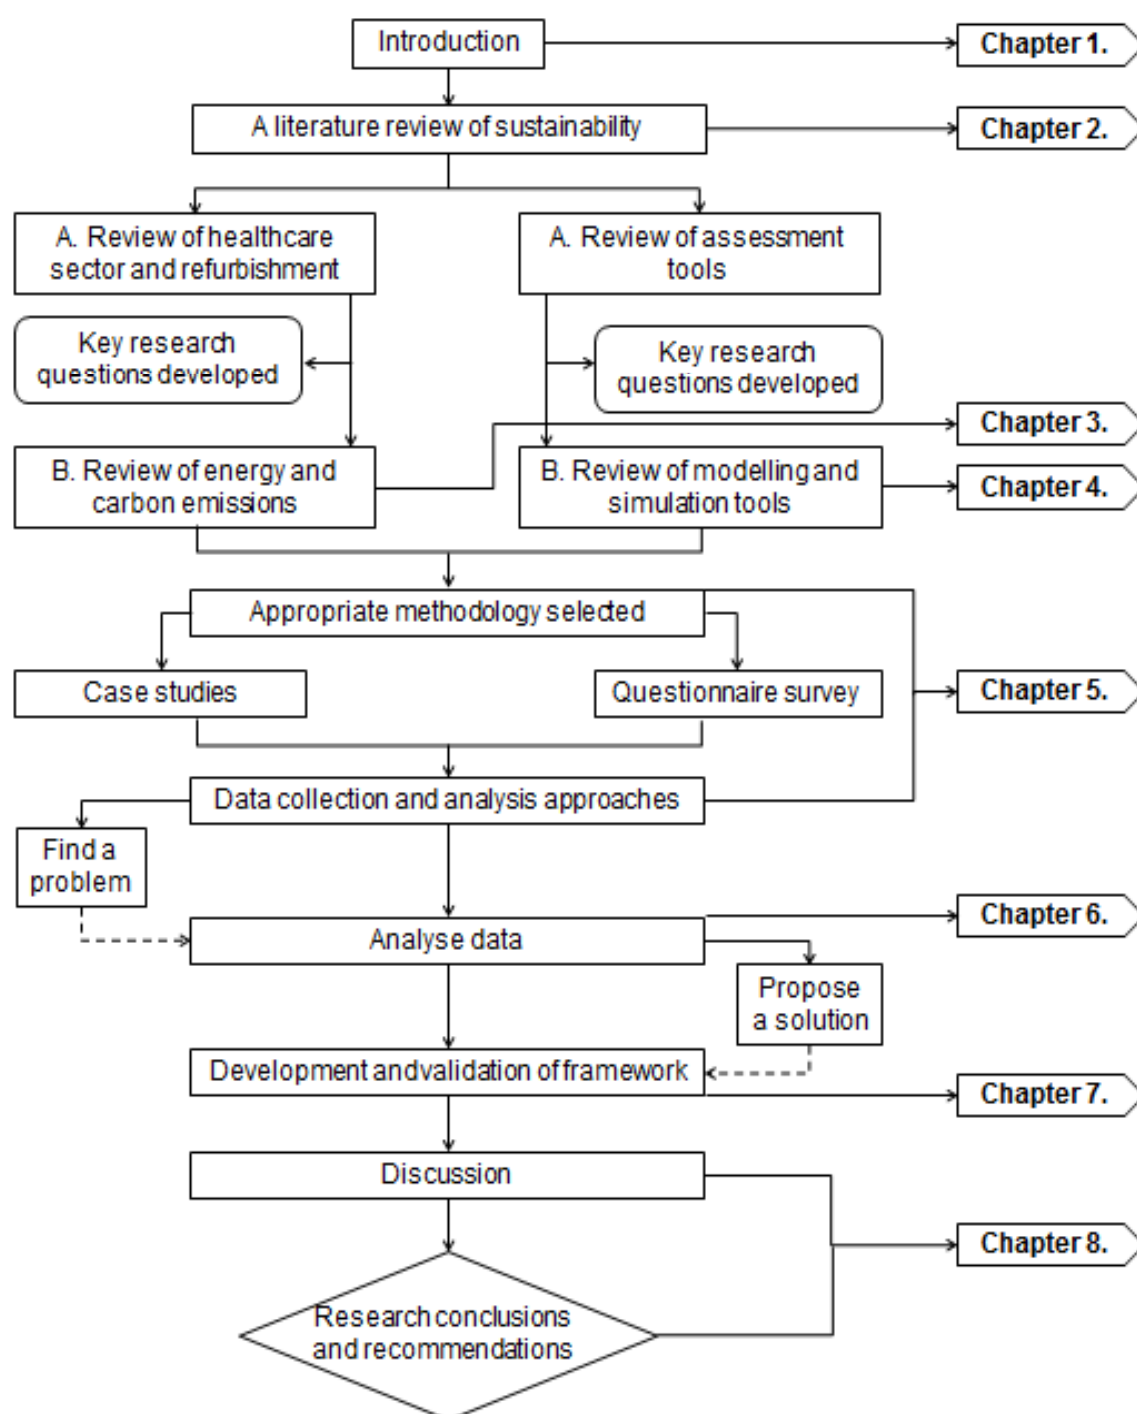 Introduction
Chapter 1.
A literature review of sustainability
Chapter 2.
A. Review of healthcare
sector and refurbishment
A. Review of assessment
tools
Key research
questions developed
Key research
questions developed
Chapter 3.
B. Review of energy and
carbon emissions
B. Review of modelling and
simulation tools
Chapter 4.
Appropriate methodology selected
Case studies
Questionnaire survey
Chapter 5.
Data collection and analysis approaches
Find a
problem
Chapter 6.
Analyse data
Propose
a solution
Development and validation of framework
Chapter 7.
Discussion
Chapter 8.
Research conclusions
and recommendations